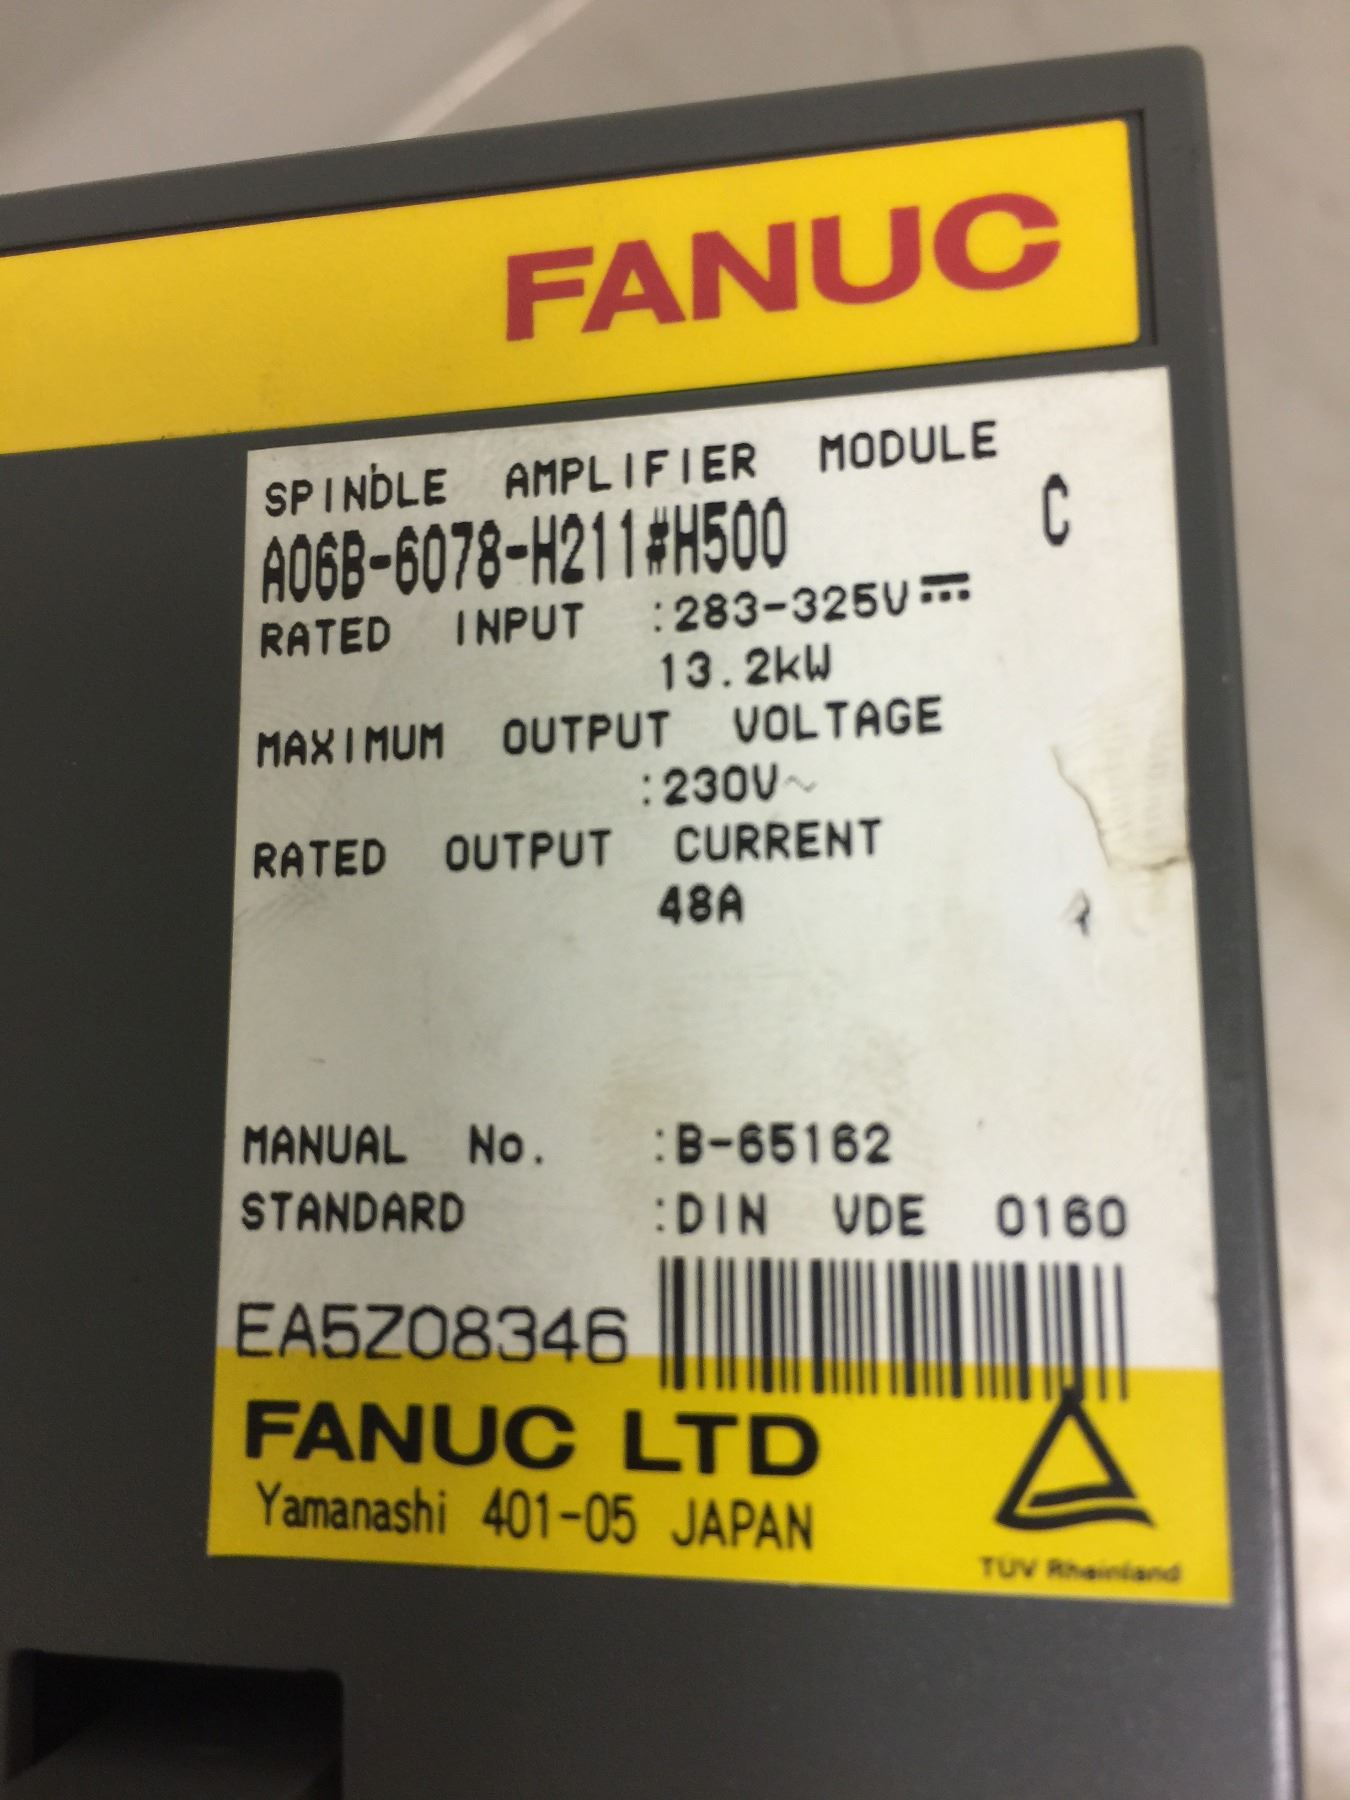 FANUC
SPINDLE AMPLIFIER MODULE
A06B-6078-H211#H500 C
RATED INPUT :283-325V⎓
13.2kW
MAXIMUM OUTPUT VOLTAGE
:230V~
RATED OUTPUT CURRENT
48A
MANUAL No. :B-65162
STANDARD :DIN VDE 0160
EA5Z08346
FANUC LTD
Yamanashi 401-05 JAPAN
TÜV Rheinland